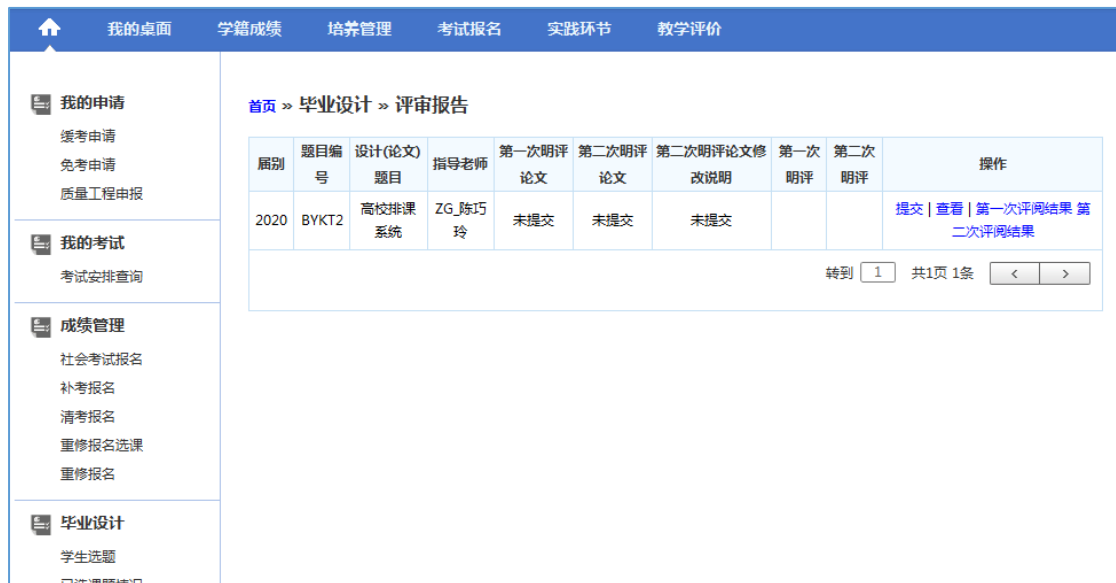 我的桌面 学籍成绩 培养管理 考试报名 实践环节 教学评价
我的申请
缓考申请
免考申请
质量工程申报
我的考试
考试安排查询
成绩管理
社会考试报名
补考报名
清考报名
重修报名选课
重修报名
毕业设计
学生选题
首页 » 毕业设计 » 评审报告
届别 题目编号 设计(论文)题目 指导老师 第一次明评论文 第二次明评论文 第二次明评论文修改说明 第一次明评 第二次明评 操作
2020 BYKT2 高校排课系统 ZG_陈巧玲 未提交 未提交 未提交 提交 | 查看 | 第一次评阅结果 第二次评阅结果
转到 1 共1页 1条 < >